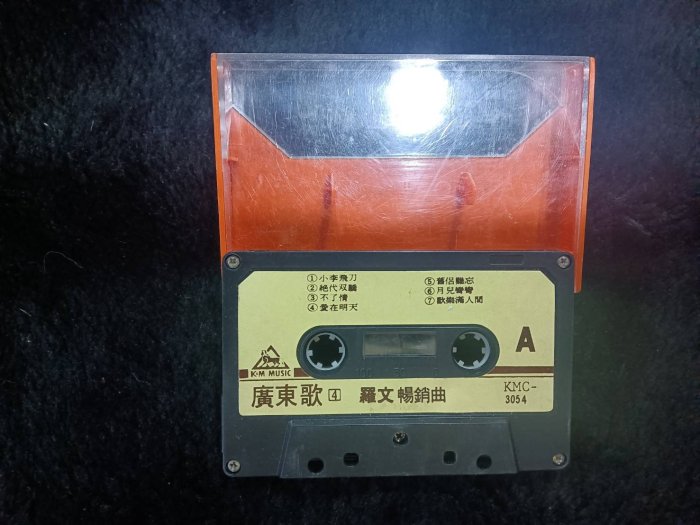 ①小李飛刀
②絕代双驕
③不了情
④愛在明天
⑤舊侶難忘
⑥月兒彎彎
⑦歡樂滿人間
A
K-M MUSIC
廣東歌 4 羅文 暢銷曲
KMC-
3054